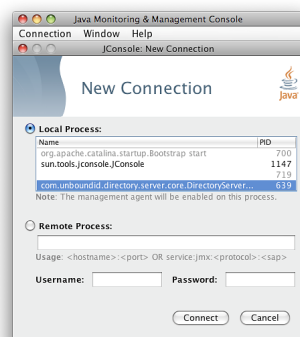 Java Monitoring & Management Console
Connection Window Help
JConsole: New Connection
New Connection
Java
Local Process:
Name PID
org.apache.catalina.startup.Bootstrap start 700
sun.tools.jconsole.JConsole 1147
719
com.unboundid.directory.server.core.DirectoryServer... 639
Note: The management agent will be enabled on this process.
Remote Process:
Usage: <hostname>:<port> OR service:jmx:<protocol>:<sap>
Username: Password:
Connect Cancel